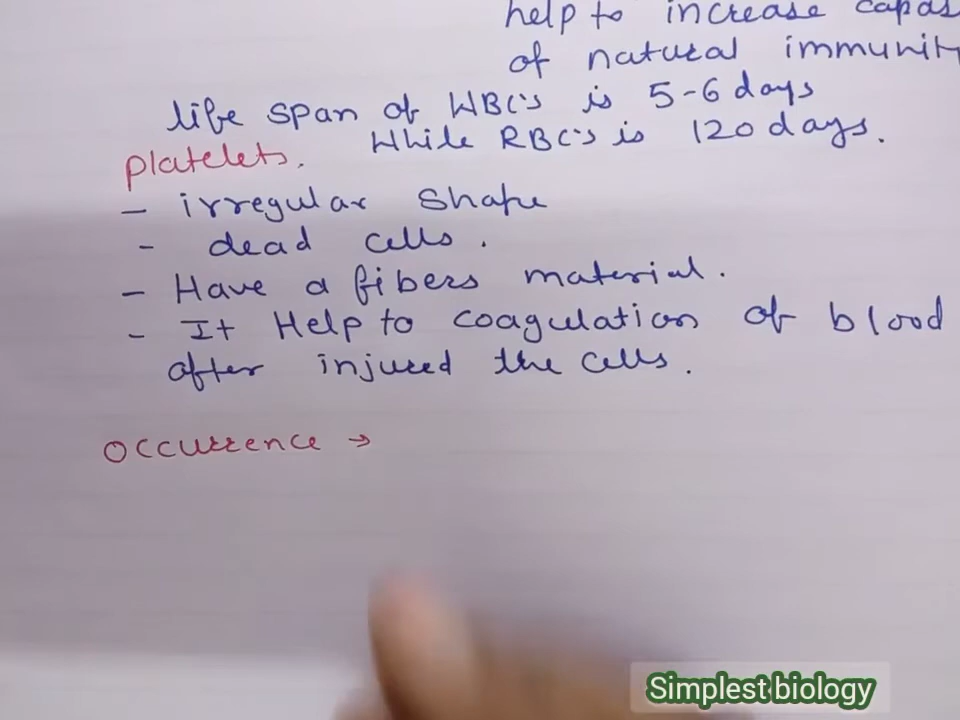 help to increase
of natural
life span of WBC's is 5-6 days
While RBC's is 120 days.
Platelets.
- irregular shape
- dead cells.
- Have a fibers material.
- It Help to coagulation of blood
after injured the cells.
Occurrence →
Simplest biology